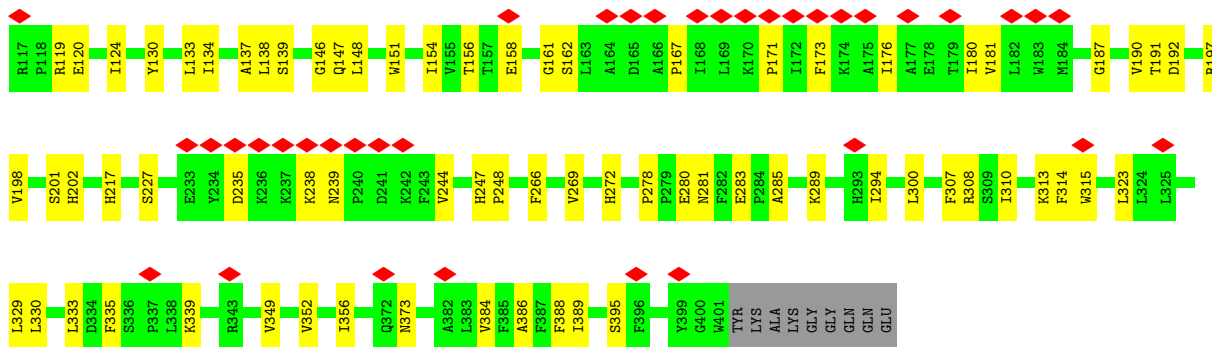 R117 P118 R119 E120 I124 Y130 L133 I134 A137 L138 S139 G146 Q147 L148 W151 I154 V155 T156 T157 E158 G161 S162 L163 A164 D165 A166 P167 I168 L169 K170 P171 I172 F173 K174 A175 I176 A177 E178 T179 I180 V181 L182 W183 M184 G187 V190 T191 D192
V198 S201 H202 H217 S227 E233 Y234 D235 K236 K237 K238 N239 P240 D241 K242 F243 V244 H247 P248 F266 V269 H272 P278 P279 E280 N281 F282 E283 P284 A285 K289 H293 I294 L300 F307 R308 S309 I310 K313 F314 W315 L323 L324 L325
L329 L330 L333 D334 F335 S336 P337 L338 K339 R343 V349 V352 I356 Q372 N373 A382 L383 V384 F385 A386 F387 F388 I389 S395 F396 Y399 G400 W401 TYR LYS ALA LYS GLY GLY GLN GLN GLU